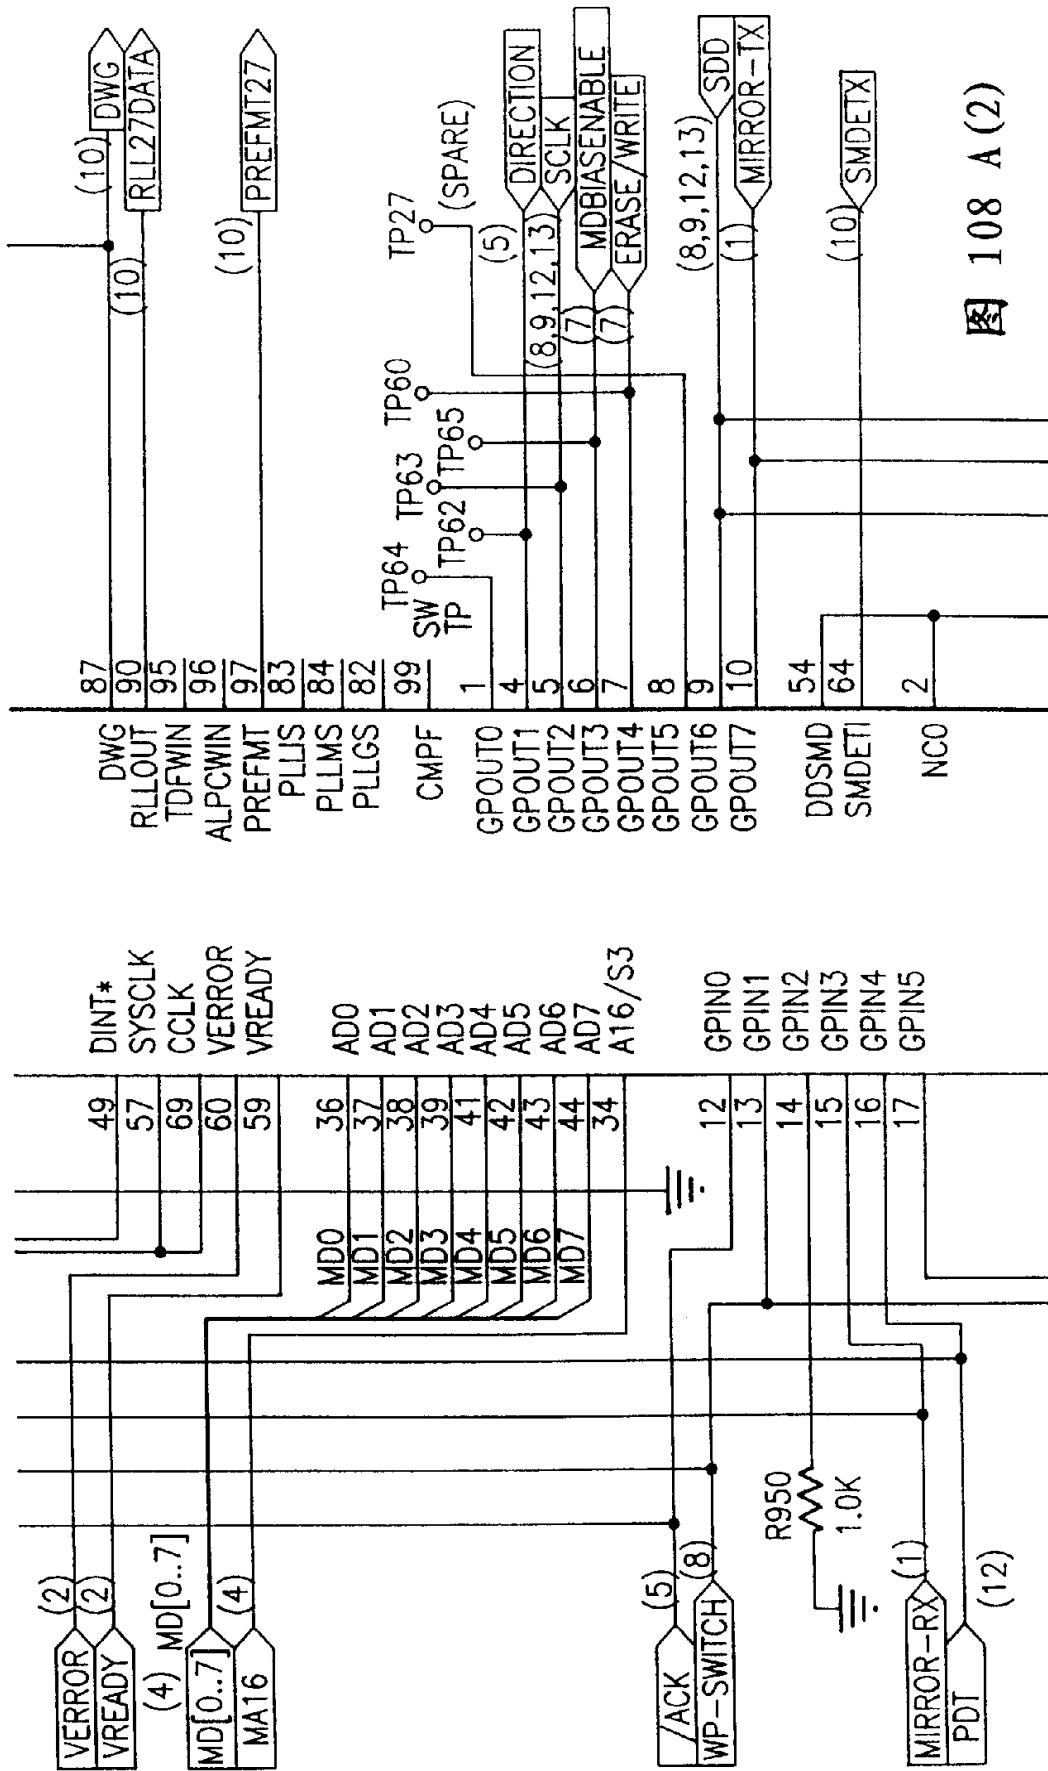 VERROR
(2)
VREADY
(2)
(4)
MD[0..7]
MD[0..7]
MA16
(4)
/ACK
(5)
WP-SWITCH
(8)
R950
1.0K
MIRROR-RX
(1)
PDT
(12)
MD0
MD1
MD2
MD3
MD4
MD5
MD6
MD7
49 DINT*
57 SYSCLK
69 CCLK
60 VERROR
59 VREADY
36 AD0
37 AD1
38 AD2
39 AD3
41 AD4
42 AD5
43 AD6
44 AD7
34 A16/S3
12 GPIN0
13 GPIN1
14 GPIN2
15 GPIN3
16 GPIN4
17 GPIN5
DWG 87
RLLOUT 90
TDFWIN 95
ALPCWIN 96
PREFMT 97
PLLIS 83
PLLMS 84
PLLGS 82
CMPF 99
GPOUT0 1
GPOUT1 4
GPOUT2 5
GPOUT3 6
GPOUT4 7
GPOUT5 8
GPOUT6 9
GPOUT7 10
DDSMD 54
SMDETI 64
NC0 2
SW
TP
TP64
TP62
TP63
TP65
TP60
TP27
(SPARE)
(10)
DWG
(10)
RLL27DATA
(10)
PREFMT27
(5)
DIRECTION
(8,9,12,13)
SCLK
(7)
MDBIASENABLE
(7)
ERASE/WRITE
(8,9,12,13)
SDD
(1)
MIRROR-TX
(10)
SMDETX
图 108 A(2)